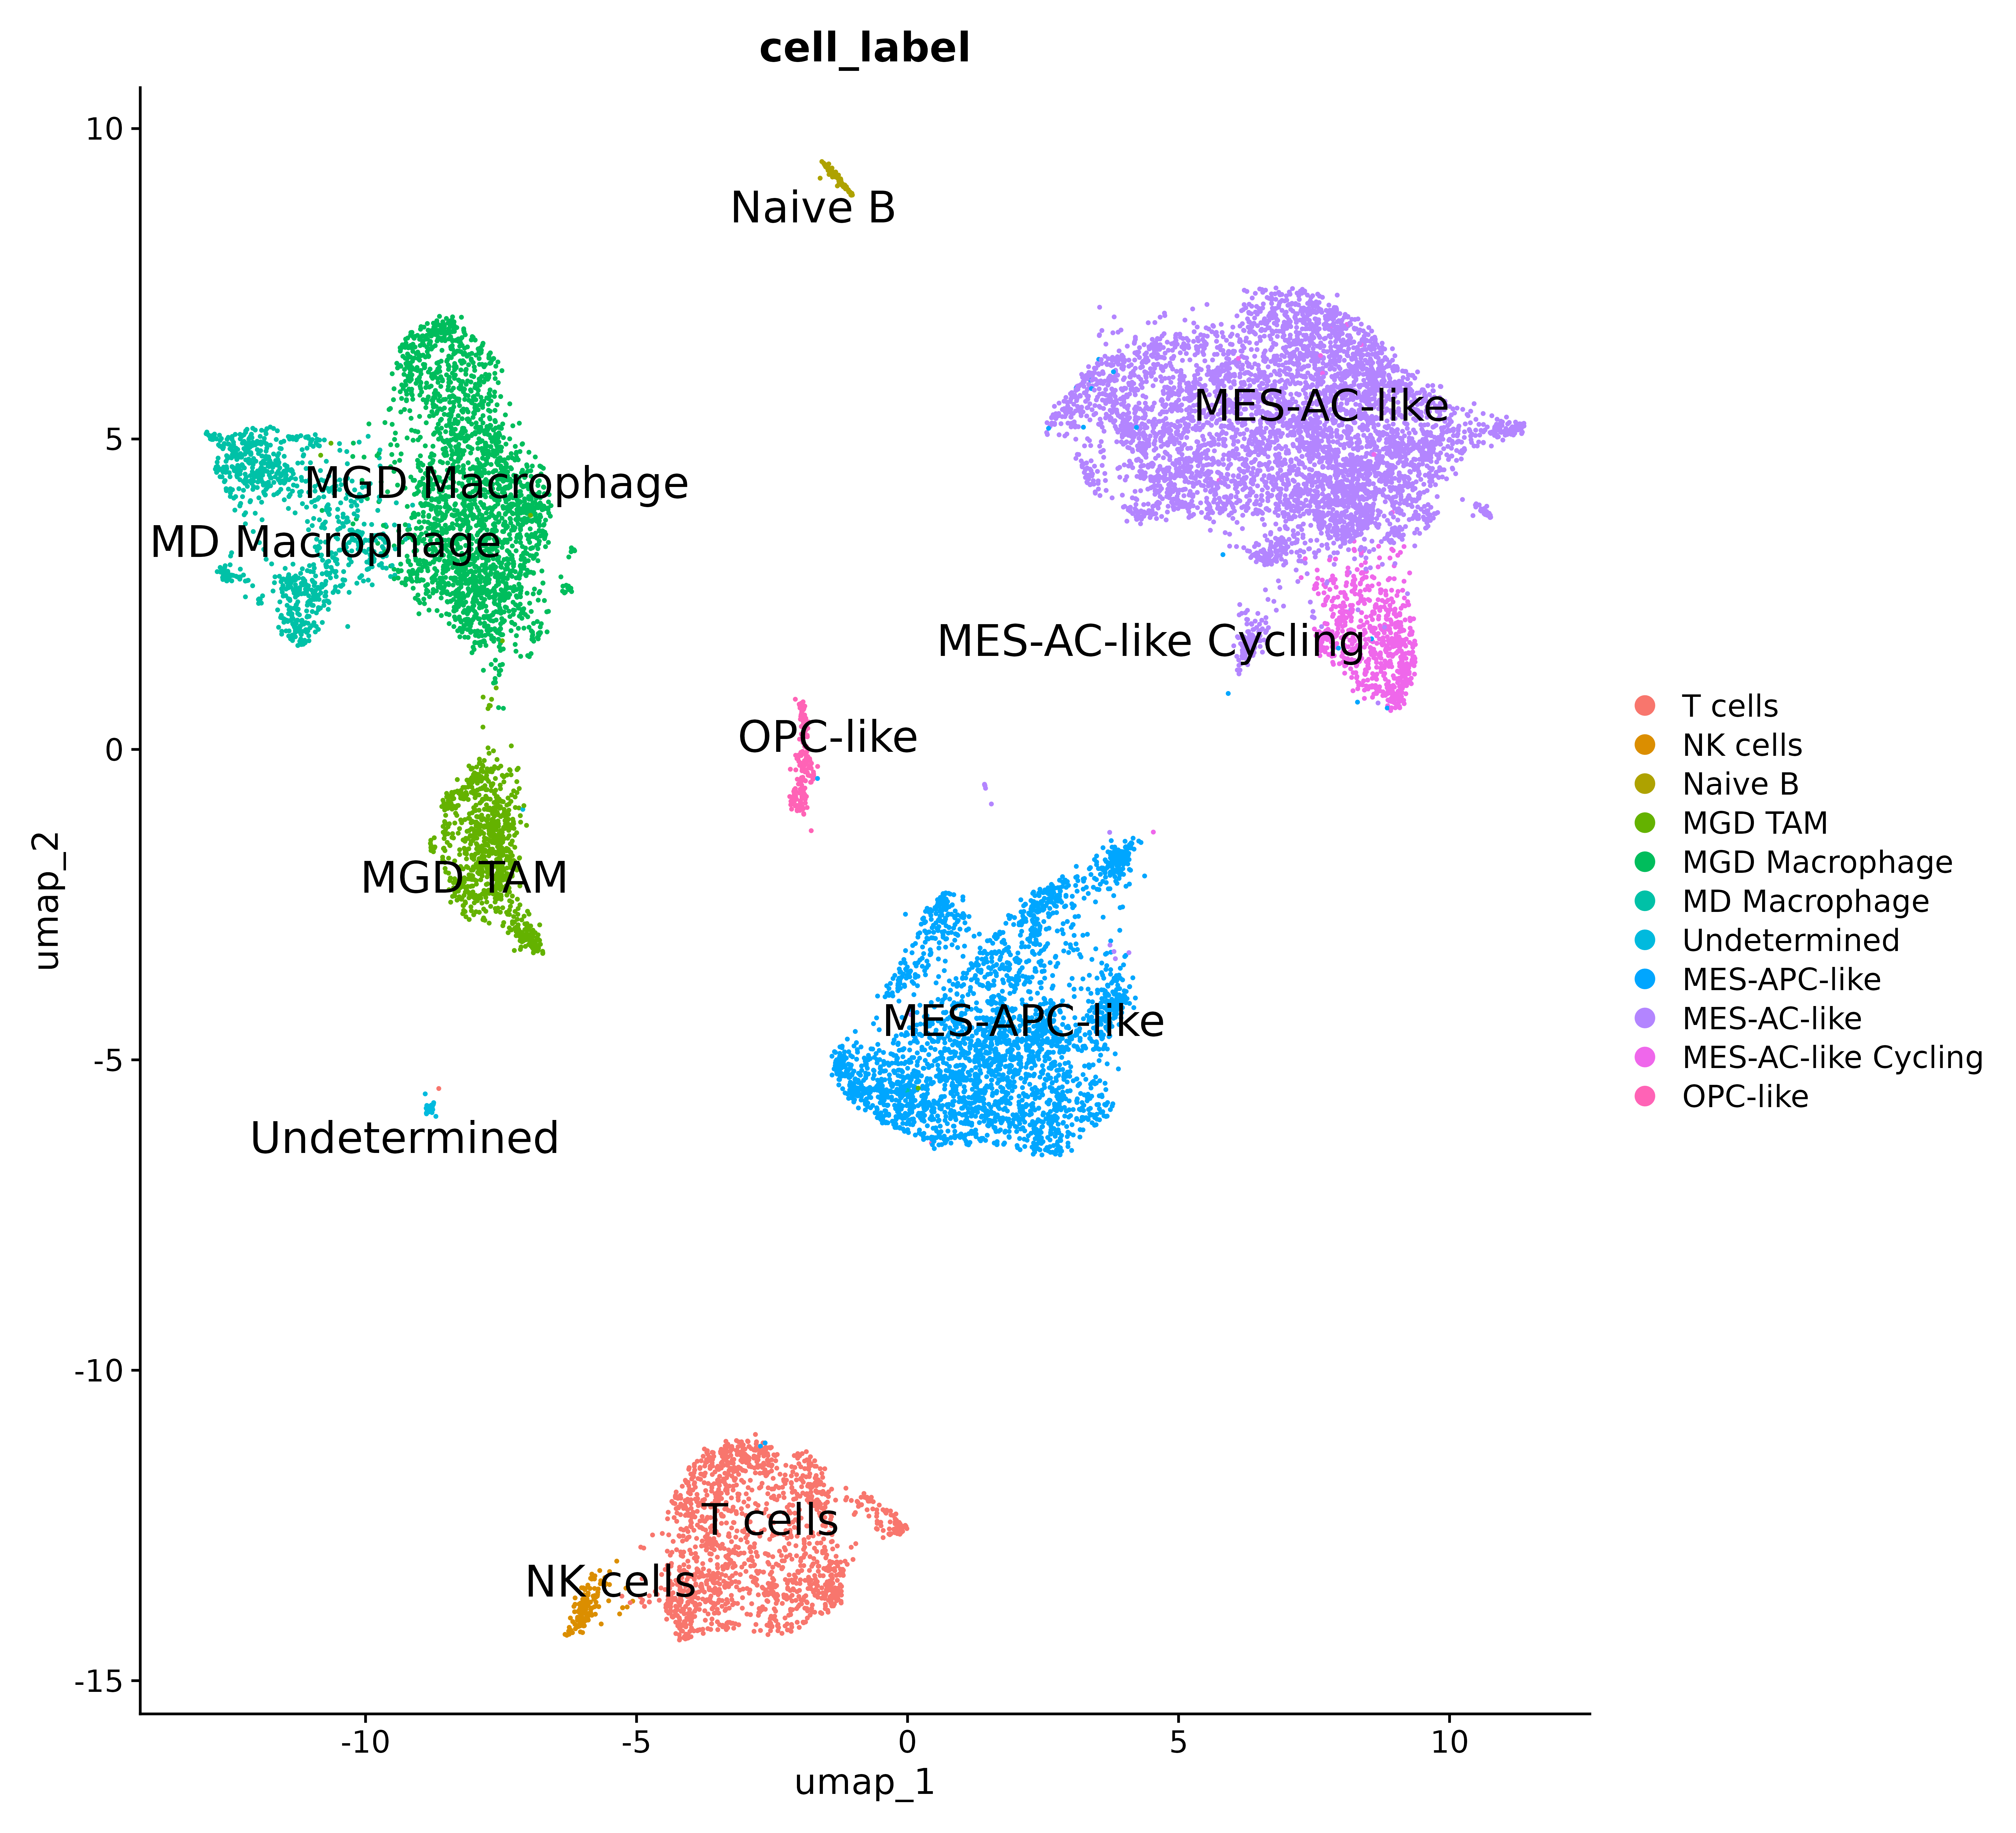 cell_label
10
5
0
-5
-10
-15
umap_2
Naive B
MES-AC-like
MGD Macrophage
MD Macrophage
MES-AC-like Cycling
OPC-like
MGD TAM
MES-APC-like
Undetermined
T cells
NK cells
-10
-5
0
5
10
umap_1
T cells
NK cells
Naive B
MGD TAM
MGD Macrophage
MD Macrophage
Undetermined
MES-APC-like
MES-AC-like
MES-AC-like Cycling
OPC-like